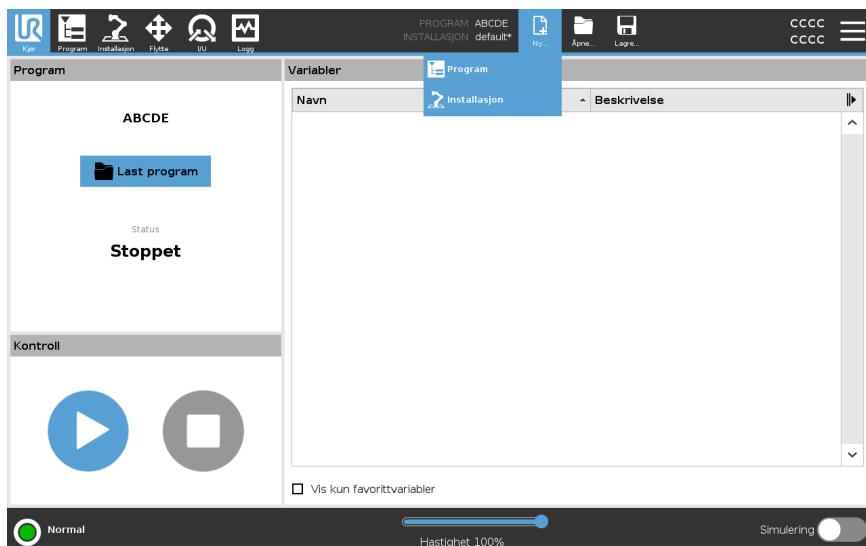 PROGRAM ABCDE
INSTALLASJON default*
CCCC
CCCC
UR
Kjør Program Installasjon Flytte I/U Logg
Ny... Åpne... Lagre...
Program
Installasjon
Program
ABCDE
Last program
Status
Stoppet
Kontroll
Variabler
Navn Beskrivelse
Vis kun favorittvariabler
Normal
Hastighet 100%
Simulering